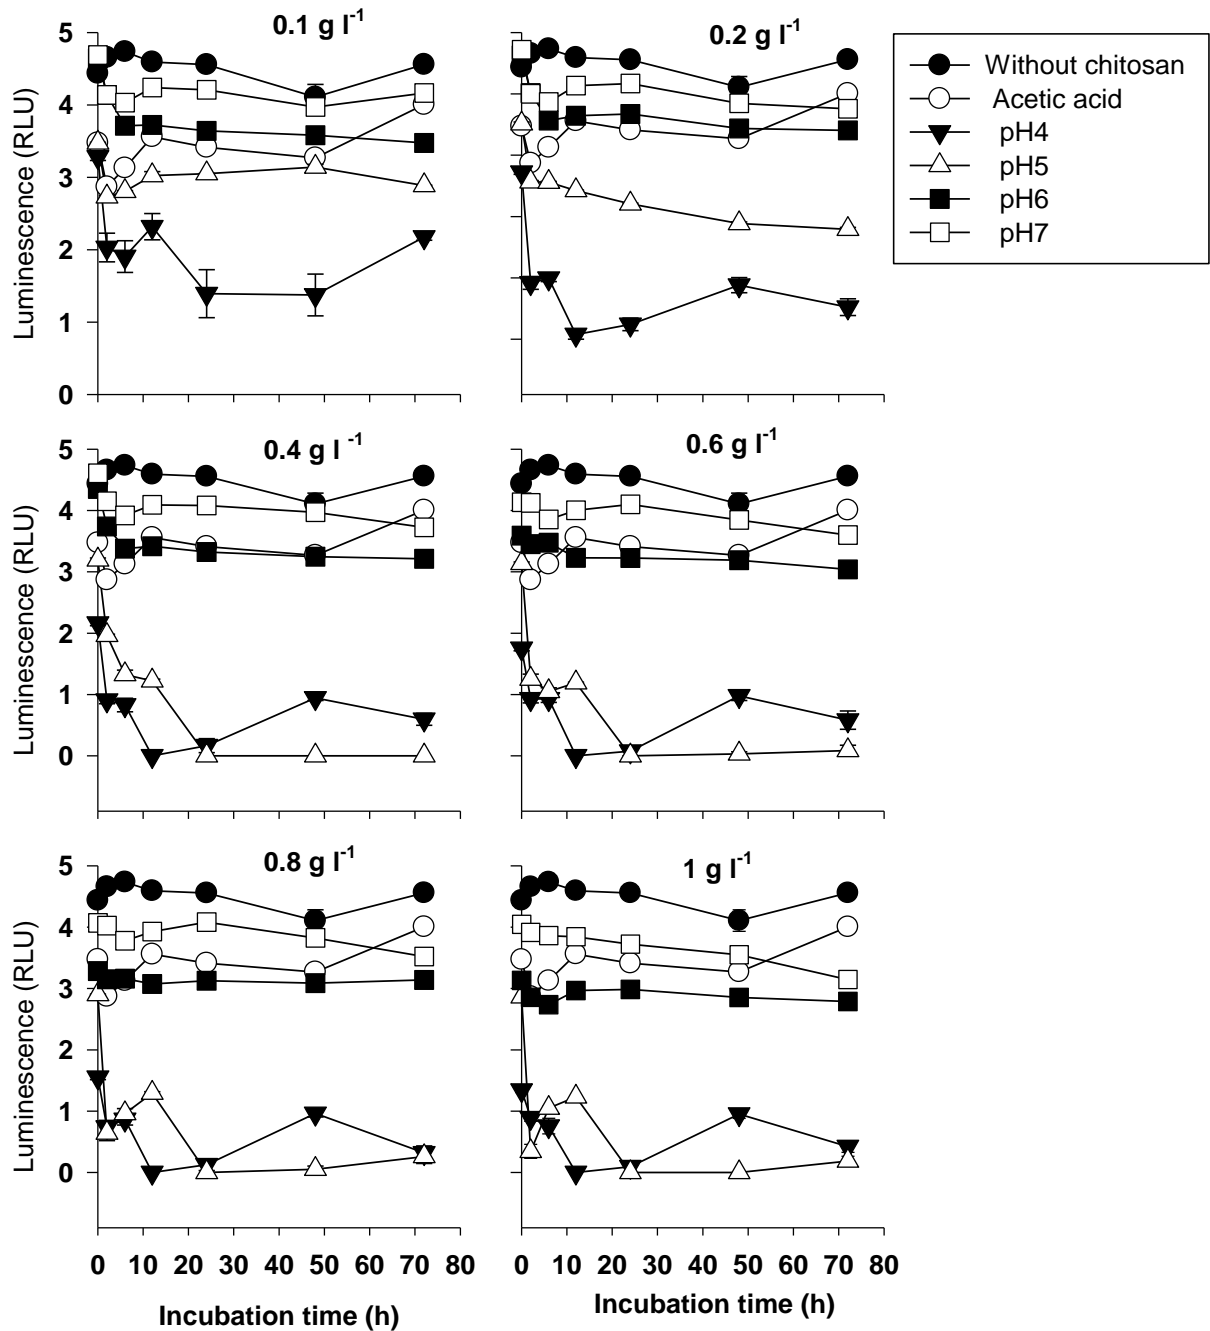 0.1 g l-1
0.2 g l-1
Without chitosan
Acetic acid
pH4
pH5
pH6
pH7
Luminescence (RLU)
5
4
3
2
1
0
0.4 g l -1
0.6 g l-1
Luminescence (RLU)
5
4
3
2
1
0
0.8 g l-1
1 g l-1
Luminescence (RLU)
5
4
3
2
1
0
0 10 20 30 40 50 60 70 80
0 10 20 30 40 50 60 70 80
Incubation time (h)
Incubation time (h)